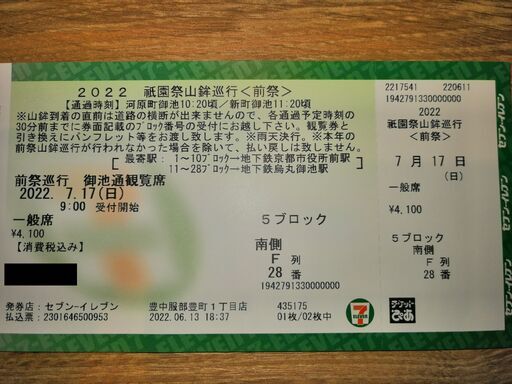 2022 祇園祭山鉾巡行<前祭>
【通過時刻】河原町御池10:20頃/新町御池11:20頃
※山鉾到着の直前は道路の横断が出来ませんので、各通過予定時刻の
30分前までに券面記載のブロック番号の受付にお越し下さい。観覧券と
引き換えにパンフレット等をお渡し致します。※雨天決行。※本年の
前祭山鉾巡行が行われなかった場合を除いて、払い戻しは致しません。
最寄駅: 1~10ブロック→地下鉄京都市役所前駅
11~28ブロック→地下鉄烏丸御池駅
前祭巡行 御池通観覧席
2022. 7.17(日)
9:00 受付開始
一般席
¥4,100
【消費税込み】
5ブロック
南側
F 列
28 番
1942791330000000
発券店:セブン-イレブン 豊中服部豊町1丁目店 435175
払込票:2301646500953 2022.06.13 18:37 01枚/02枚中
7
ELEVEN
2217541 220611
1942791330000000
2022
祇園祭山鉾巡行
<前祭>
7月17日
(日)
一般席
¥4,100
5ブロック
南側
F 列
28 番
チケット
ぴあ
セブン-イレブン